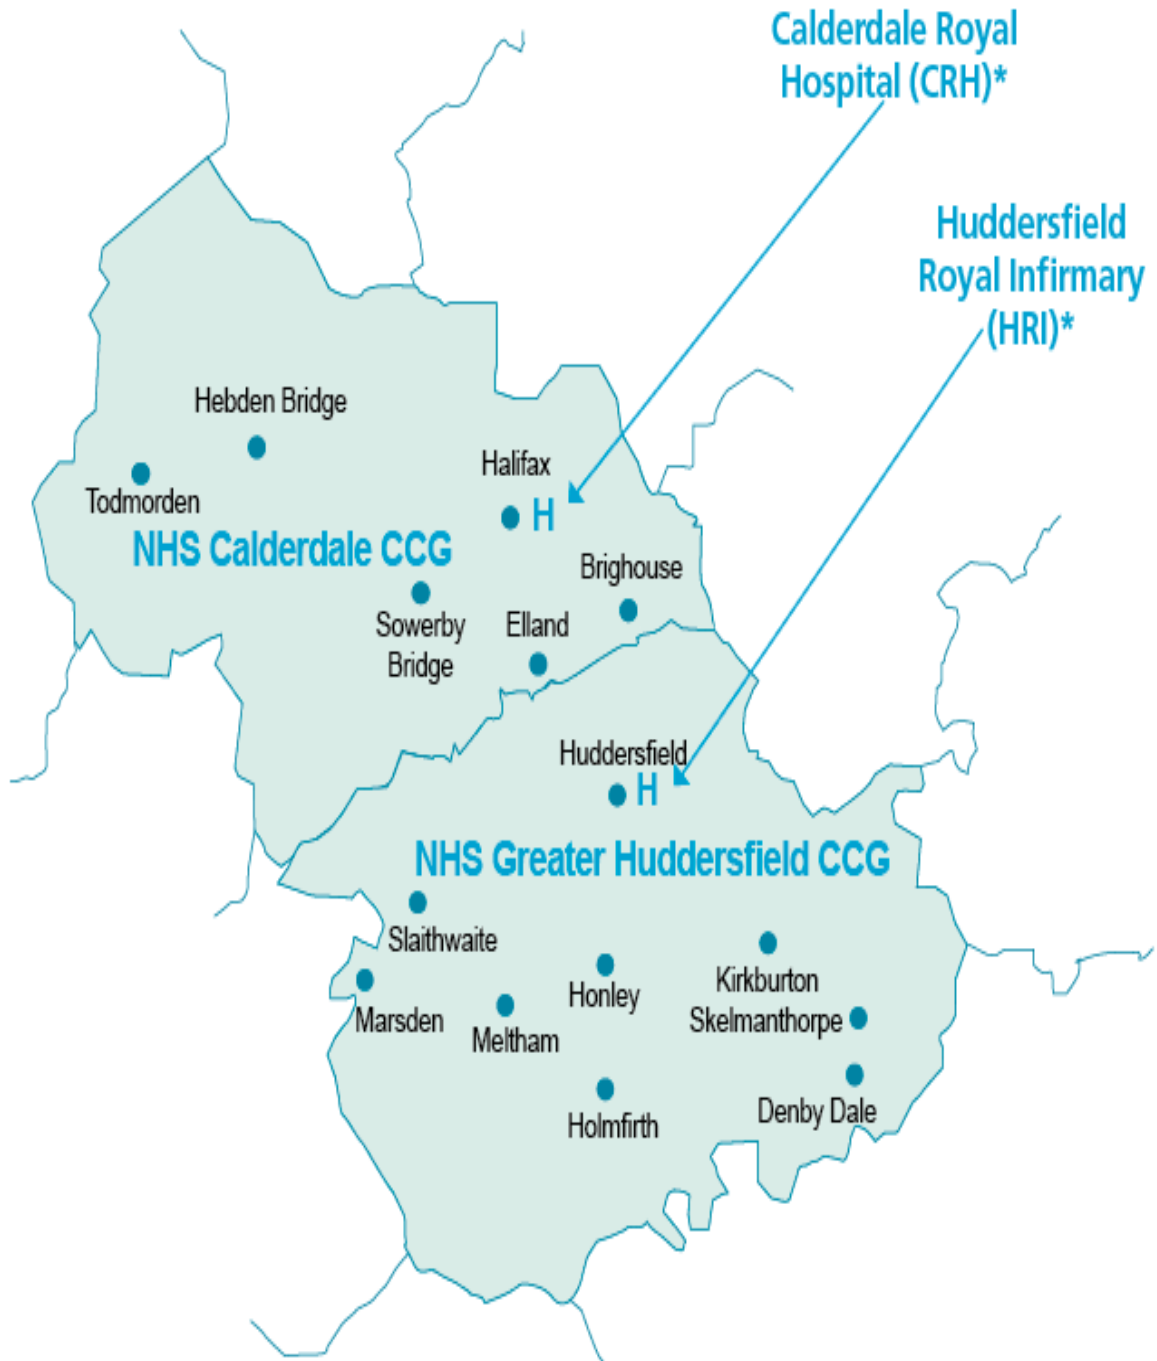 Calderdale Royal
Hospital (CRH)*
Huddersfield
Royal Infirmary
(HRI)*
Hebden Bridge
Halifax
Todmorden
H
NHS Calderdale CCG
Brighouse
Sowerby
Bridge
Elland
Huddersfield
H
NHS Greater Huddersfield CCG
Slaithwaite
Kirkburton
Honley
Marsden
Skelmanthorpe
Meltham
Denby Dale
Holmfirth